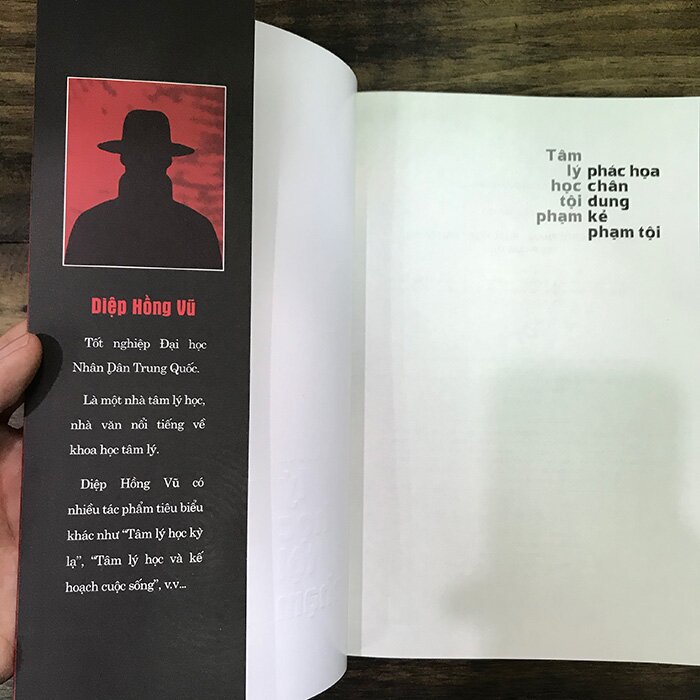 Diệp Hồng Vũ
Tốt nghiệp Đại học
Nhân Dân Trung Quốc.
Là một nhà tâm lý học,
nhà văn nổi tiếng về
khoa học tâm lý.
Diệp Hồng Vũ có
nhiều tác phẩm tiêu biểu
khác như “Tâm lý học kỳ
lạ”, “Tâm lý học và kế
hoạch cuộc sống”, v.v...
Tâm
lý phác họa
học chân
tội dung
phạm kẻ
phạm tội